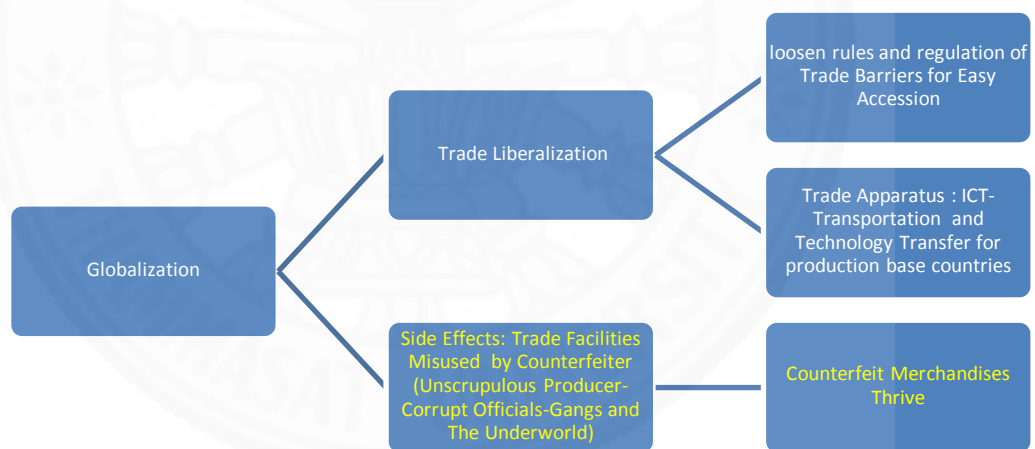 loosen rules and regulation of
Trade Barriers for Easy
Accession
Trade Liberalization
Trade Apparatus : ICT-
Transportation and
Technology Transfer for
production base countries
Globalization
Side Effects: Trade Facilities
Misused by Counterfeiter
(Unscrupulous Producer-
Corrupt Officials-Gangs and
The Underworld)
Counterfeit Merchandises
Thrive